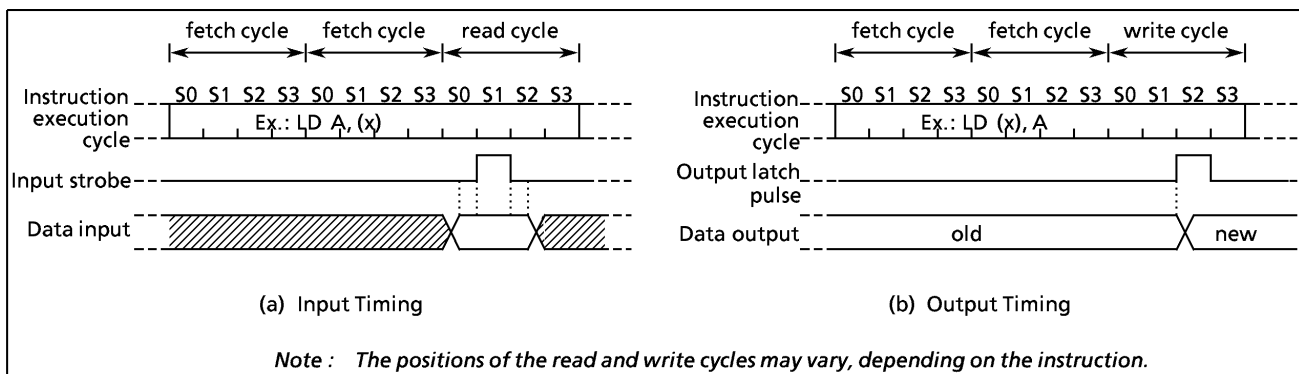 fetch cycle fetch cycle read cycle
S0 S1 S2 S3 S0 S1 S2 S3 S0 S1 S2 S3
Instruction
execution
cycle
Ex.: LD A, (x)
Input strobe
Data input
(a) Input Timing
fetch cycle fetch cycle write cycle
S0 S1 S2 S3 S0 S1 S2 S3 S0 S1 S2 S3
Instruction
execution
cycle
Ex.: LD (x), A
Output latch
pulse
Data output
old new
(b) Output Timing
Note : The positions of the read and write cycles may vary, depending on the instruction.